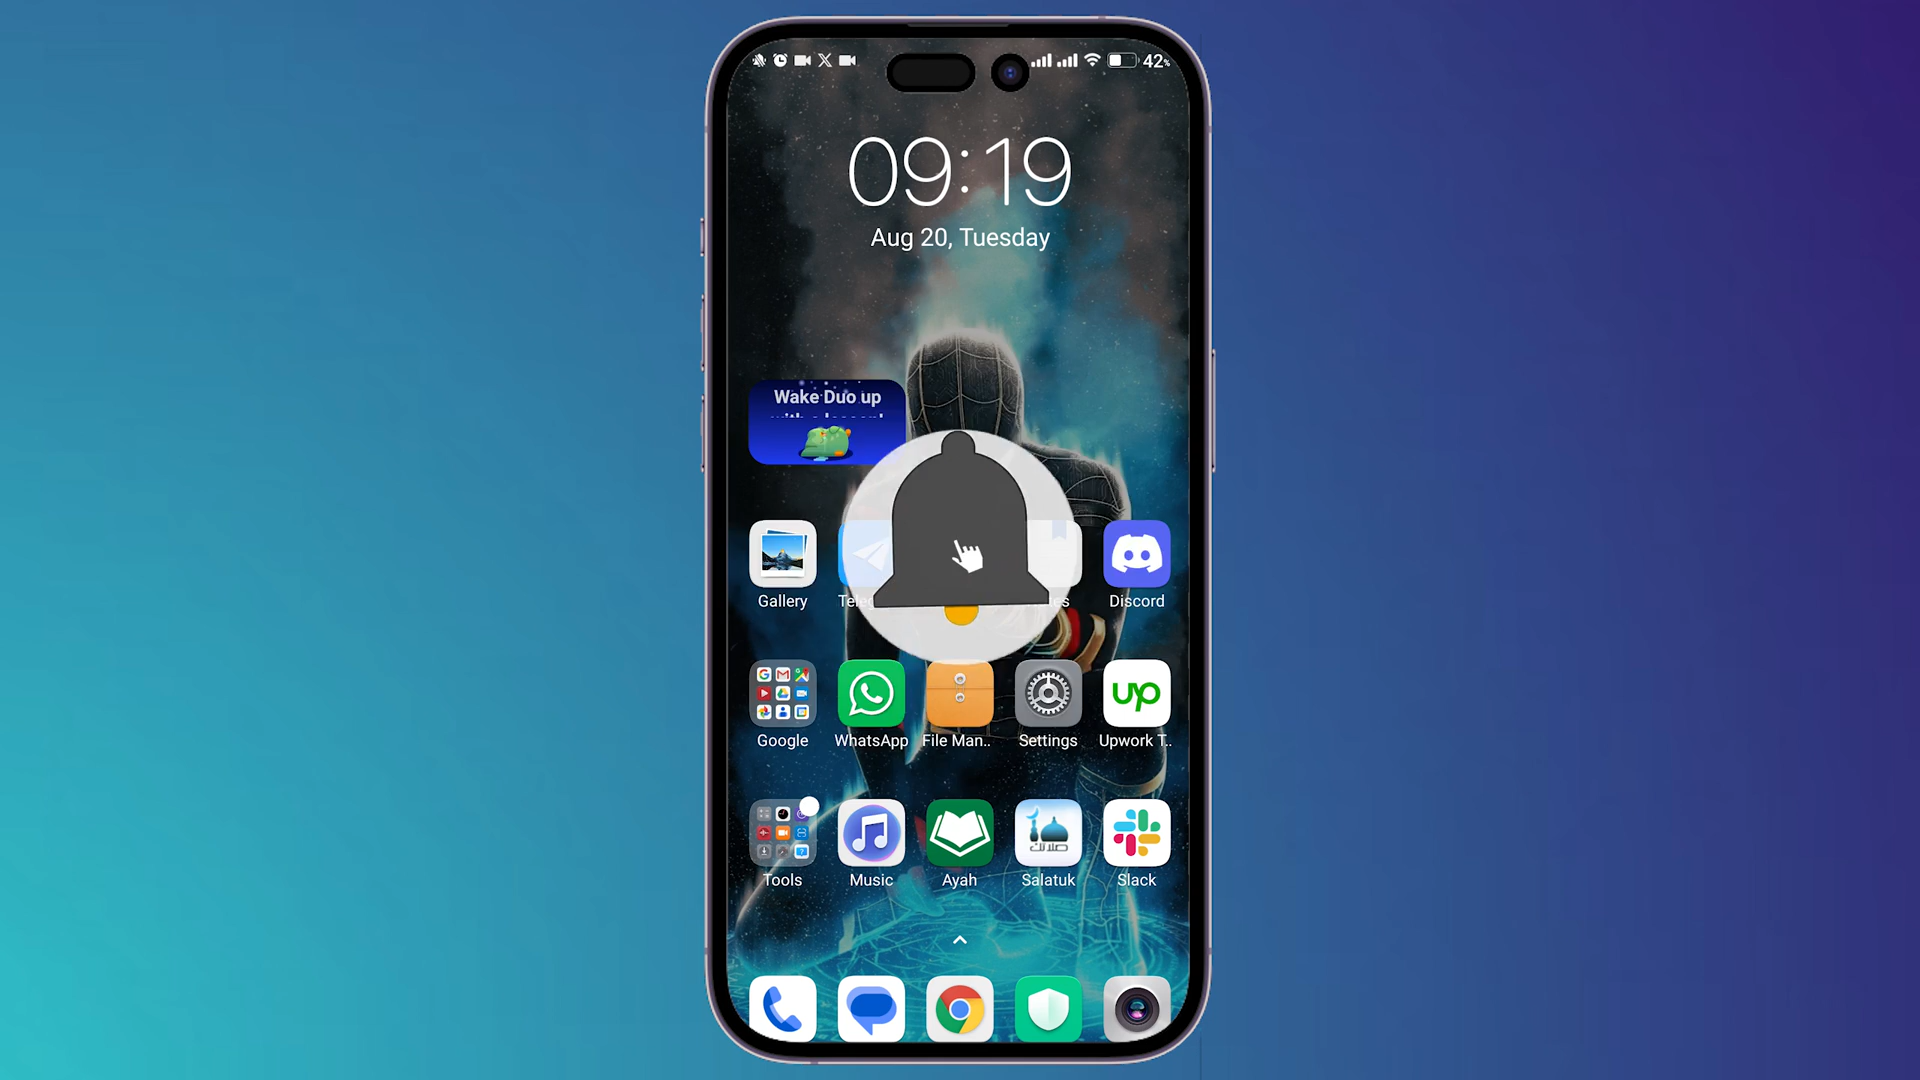 42%
09:19
Aug 20, Tuesday
Wake Duo up
Gallery
Discord
Google
WhatsApp
File Man..
Settings
up
Upwork T..
Tools
Music
Ayah
صلاتك
Salatuk
Slack